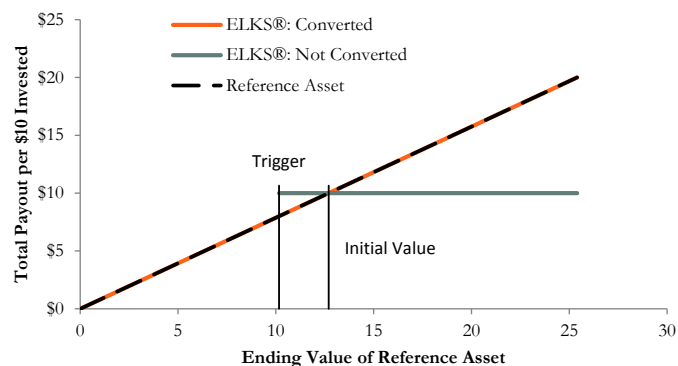 $25
$20
$15
$10
$5
$0
Total Payout per $10 Invested
ELKS®: Converted
ELKS®: Not Converted
Reference Asset
Trigger
Initial Value
0 5 10 15 20 25 30
Ending Value of Reference Asset